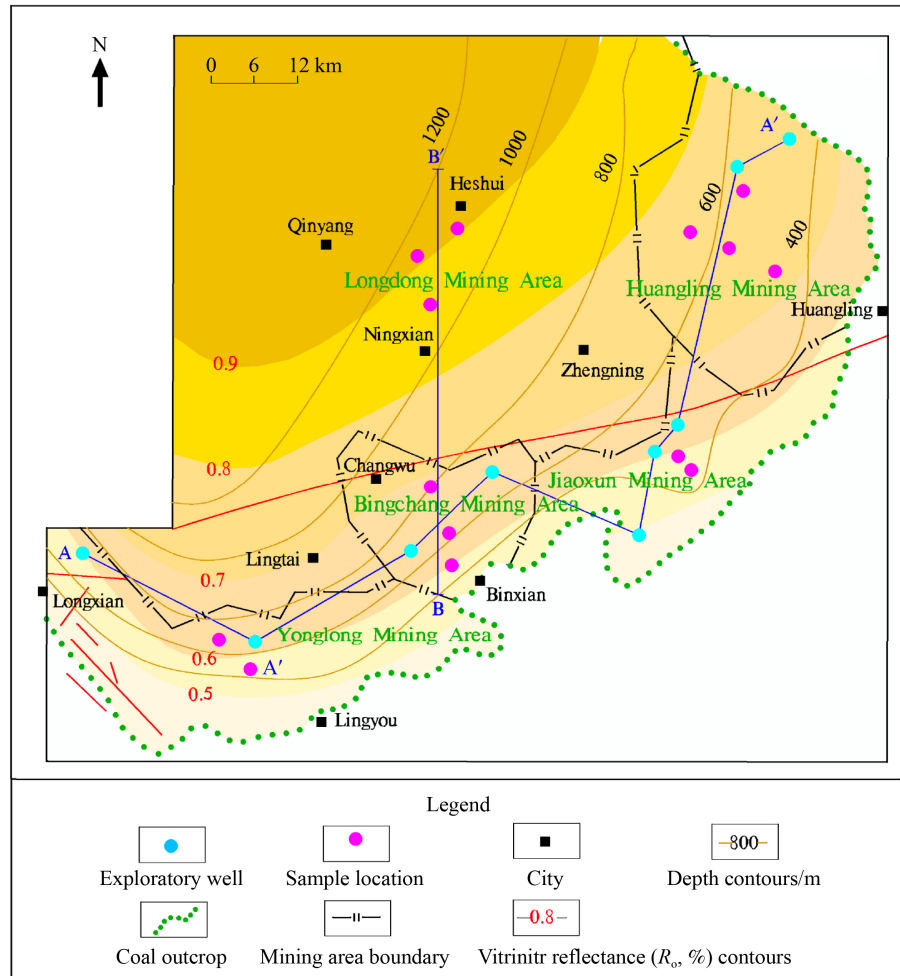 N
0 6 12 km
1200
1000
800
600
400
A′
B′
Heshui
Qinyang
Longdong Mining Area
Huangling Mining Area
Huangling
Ningxian
Zhengning
0.9
0.8
Changwu
Bingchang Mining Area
Jiaoxun Mining Area
A
Lingtai
0.7
Longxian
Binxian
B
Yonglong Mining Area
0.6
A′
0.5
Lingyou
Legend
800
Exploratory well
Sample location
City
Depth contours/m
0.8
Coal outcrop
Mining area boundary
Vitrinitr reflectance (Ro, %) contours